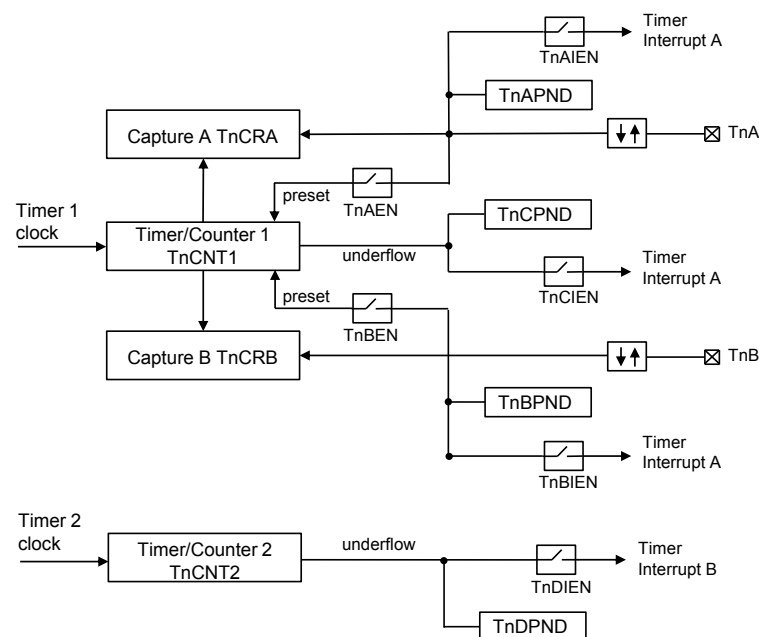 Timer
Interrupt A
TnAIEN
TnAPND
Capture A TnCRA
TnA
preset
TnAEN
Timer 1
clock
Timer/Counter 1
TnCNT1
underflow
TnCPND
Timer
Interrupt A
TnCIEN
preset
TnBEN
Capture B TnCRB
TnB
TnBPND
Timer
Interrupt A
TnBIEN
Timer 2
clock
Timer/Counter 2
TnCNT2
underflow
Timer
Interrupt B
TnDIEN
TnDPND